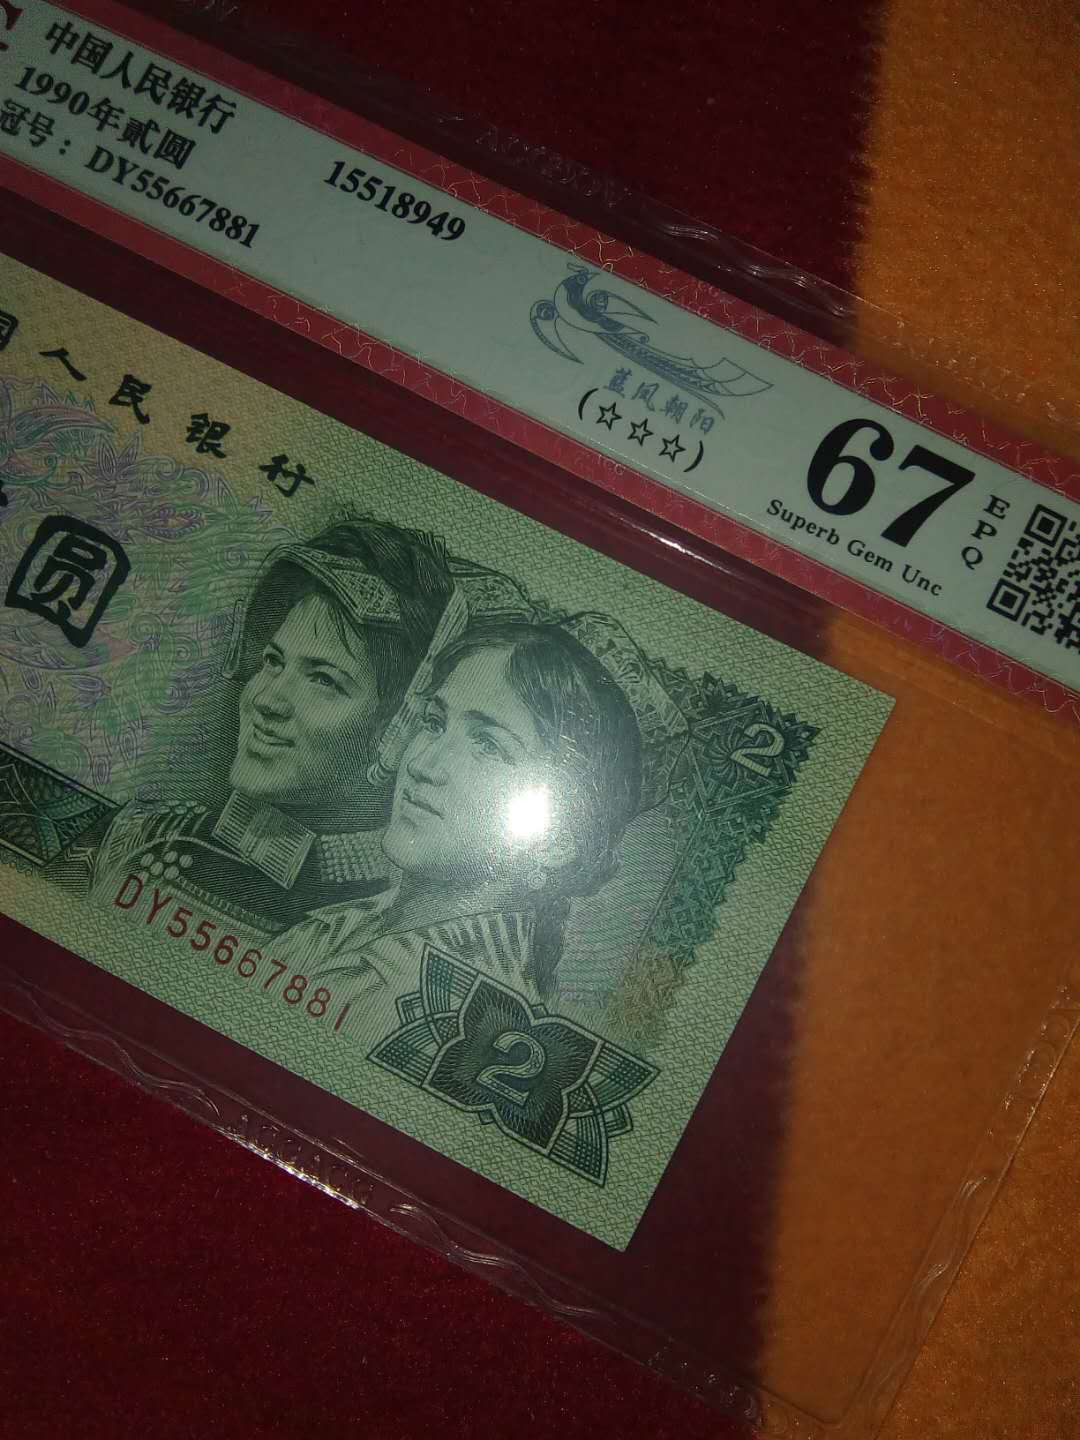 中国人民银行
1990年贰圆
冠号：DY55667881
15518949
蓝凤朝阳
(☆☆☆)
67
EPQ
Superb Gem Unc
国人民银行
圆
2
DY55667881
2